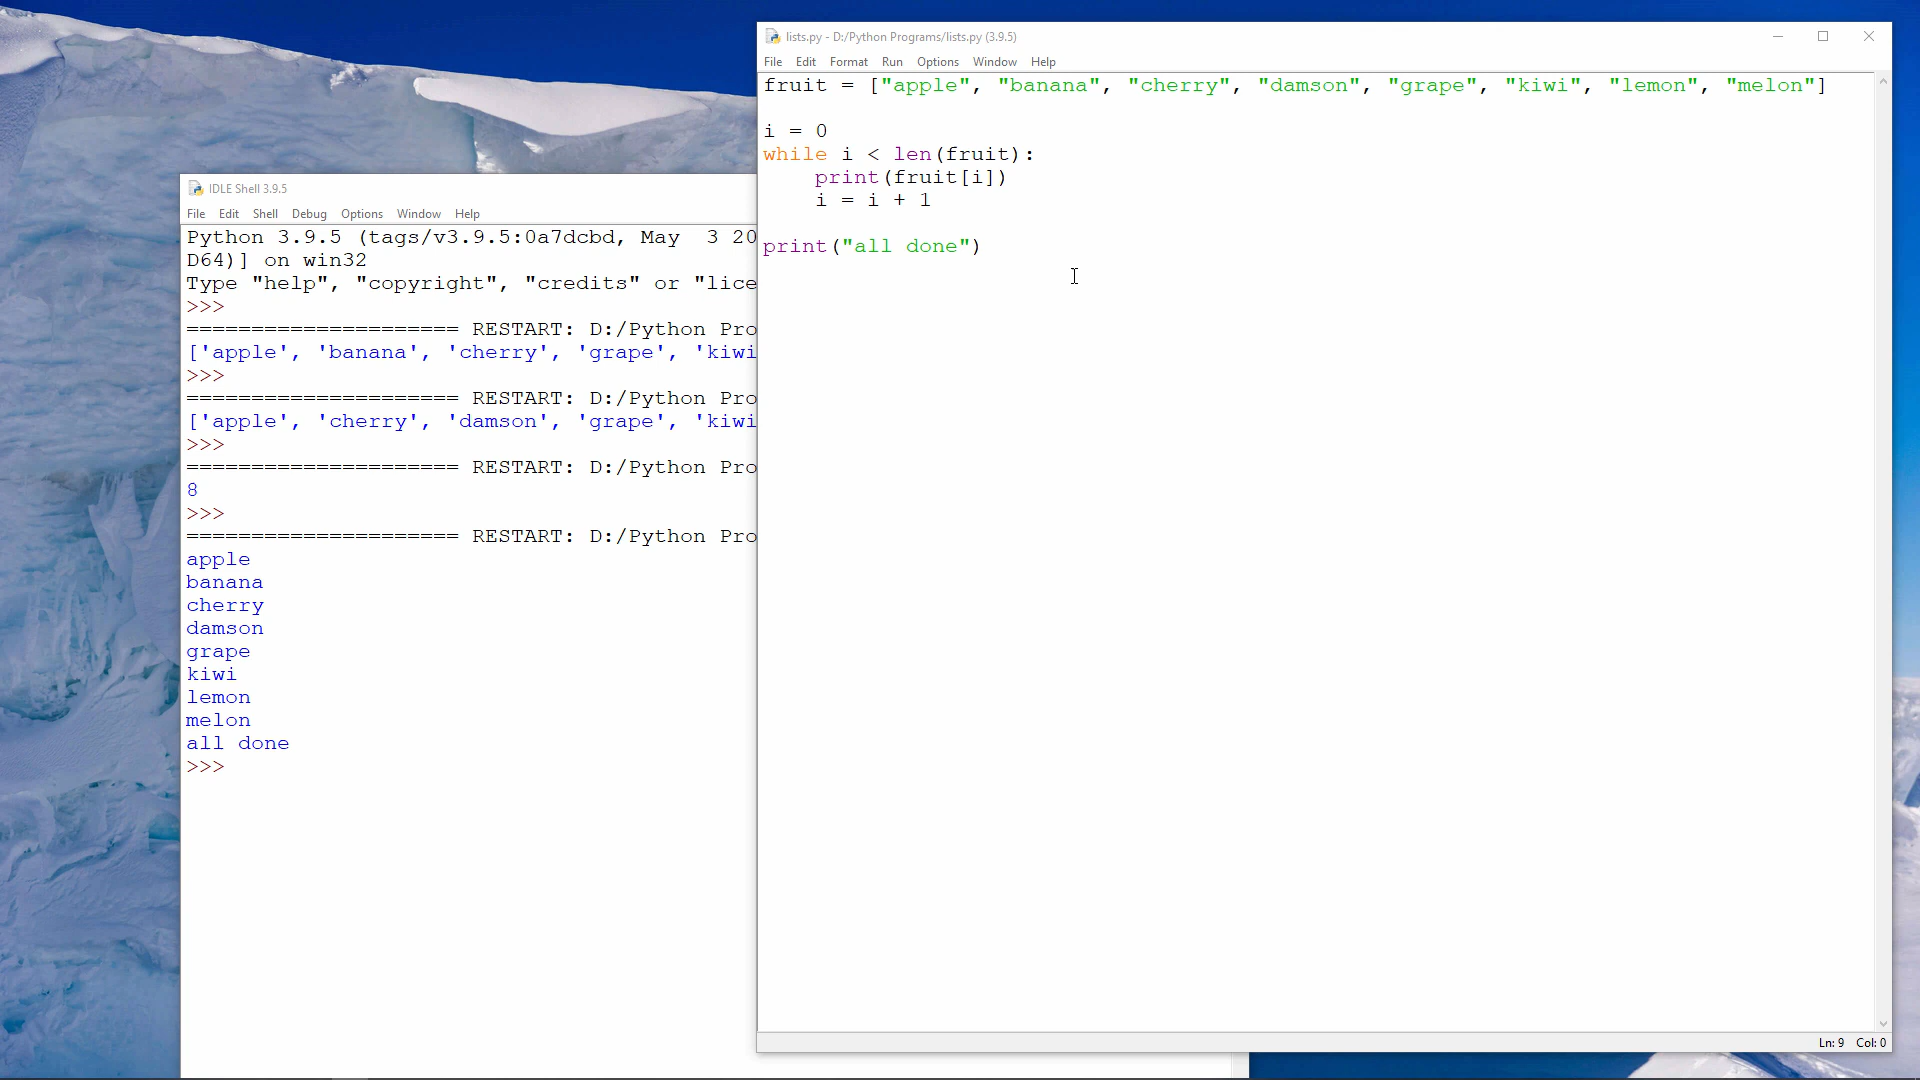 lists.py - D:/Python Programs/lists.py (3.9.5)
File Edit Format Run Options Window Help
fruit = ["apple", "banana", "cherry", "damson", "grape", "kiwi", "lemon", "melon"]
i = 0
while i < len(fruit):
    print(fruit[i])
    i = i + 1
print("all done")
Ln: 9 Col: 0
IDLE Shell 3.9.5
File Edit Shell Debug Options Window Help
Python 3.9.5 (tags/v3.9.5:0a7dcbd, May  3 20
D64)] on win32
Type "help", "copyright", "credits" or "lice
>>>
===================== RESTART: D:/Python Pro
['apple', 'banana', 'cherry', 'grape', 'kiwi
>>>
===================== RESTART: D:/Python Pro
['apple', 'cherry', 'damson', 'grape', 'kiwi
>>>
===================== RESTART: D:/Python Pro
8
>>>
===================== RESTART: D:/Python Pro
apple
banana
cherry
damson
grape
kiwi
lemon
melon
all done
>>>